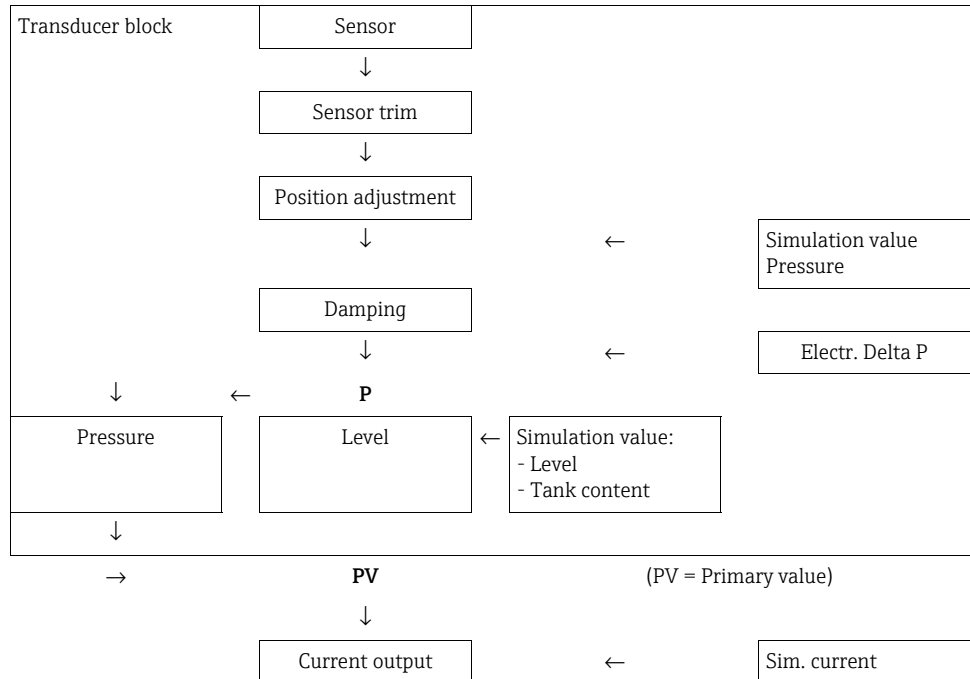 Transducer block
Sensor
↓
Sensor trim
↓
Position adjustment
↓ ← Simulation value
Pressure
Damping
↓ ← Electr. Delta P
↓ ← P
Pressure
Level
← Simulation value:
- Level
- Tank content
↓
→ PV (PV = Primary value)
↓
Current output ← Sim. current